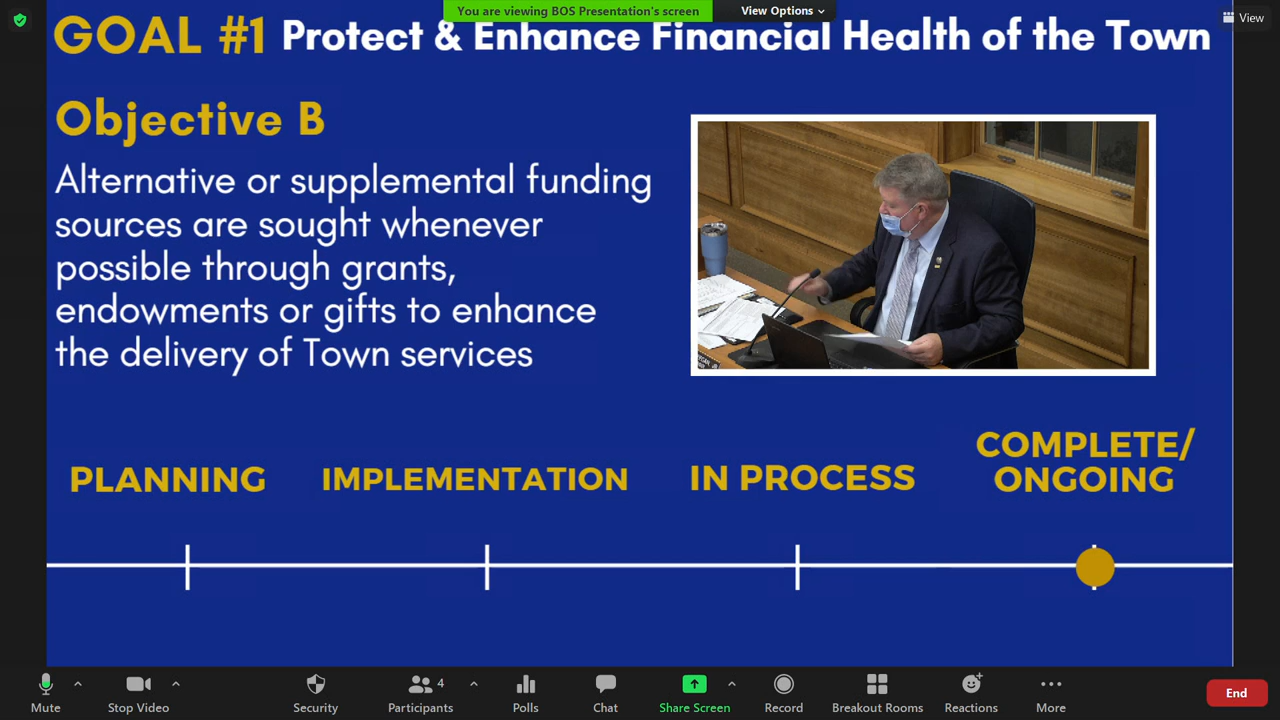 You are viewing BOS Presentation's screen
View Options
View
GOAL #1 Protect & Enhance Financial Health of the Town
Objective B
Alternative or supplemental funding
sources are sought whenever
possible through grants,
endowments or gifts to enhance
the delivery of Town services
PLANNING
IMPLEMENTATION
IN PROCESS
COMPLETE/
ONGOING
Mute
Stop Video
Security
Participants
4
Polls
Chat
Share Screen
Record
Breakout Rooms
Reactions
More
End